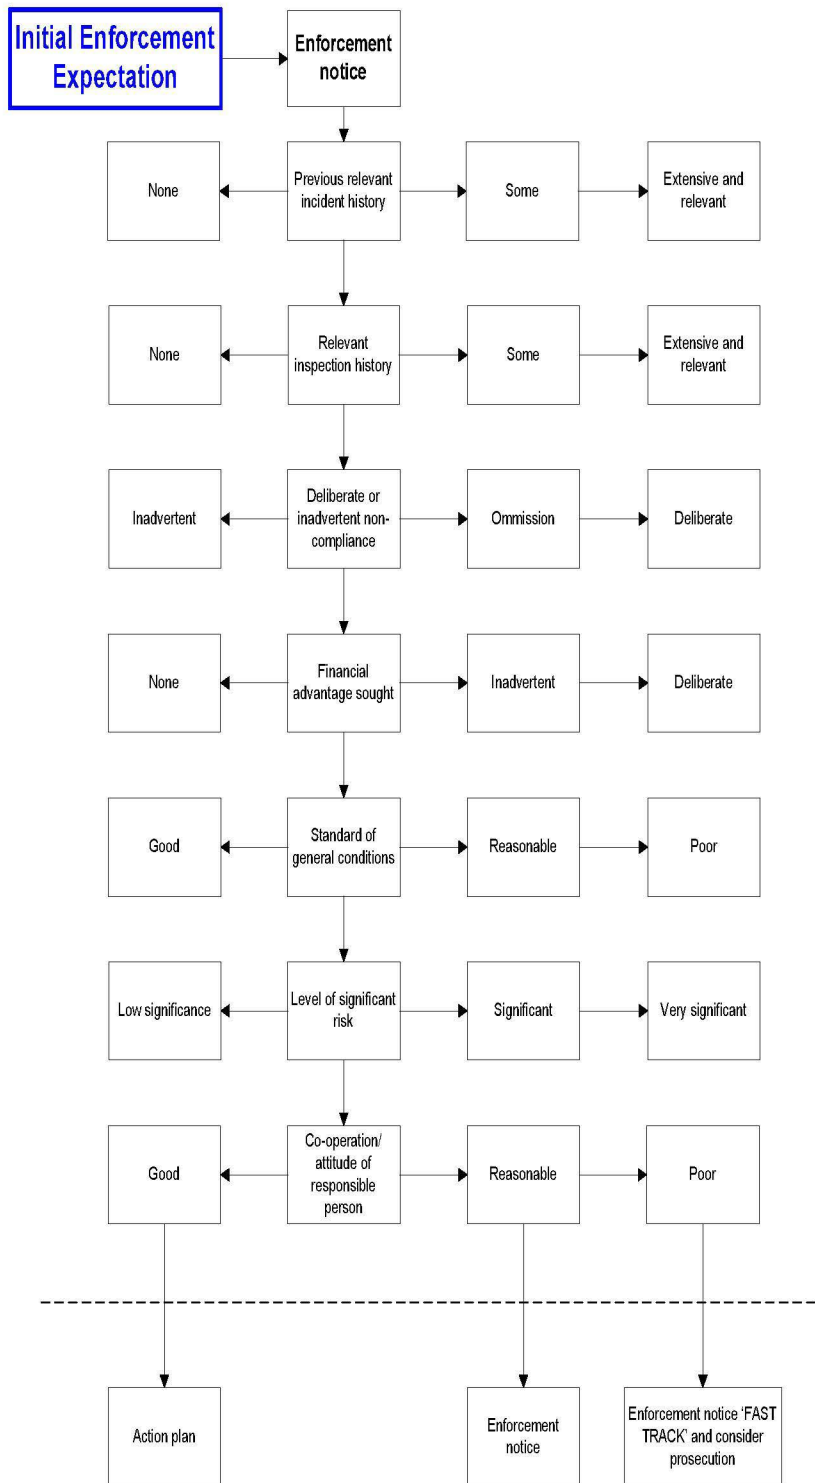 Initial Enforcement
Expectation
Enforcement
notice
None
Previous relevant
incident history
Some
Extensive and
relevant
None
Relevant
inspection history
Some
Extensive and
relevant
Inadvertent
Deliberate or
inadvertent non-
compliance
Ommission
Deliberate
None
Financial
advantage sought
Inadvertent
Deliberate
Good
Standard of
general conditions
Reasonable
Poor
Low significance
Level of significant
risk
Significant
Very significant
Good
Co-operation/
attitude of
responsible
person
Reasonable
Poor
Action plan
Enforcement
notice
Enforcement notice ‘FAST
TRACK’ and consider
prosecution